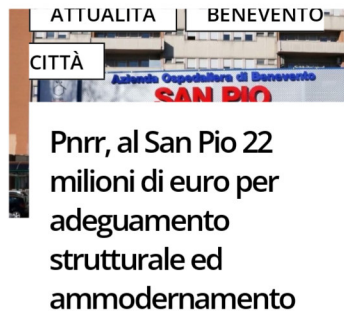 ATTUALITÀ
BENEVENTO
CITTÀ
Azienda Ospedaliera di Benevento
SAN PIO
Pnrr, al San Pio 22
milioni di euro per
adeguamento
strutturale ed
ammodernamento